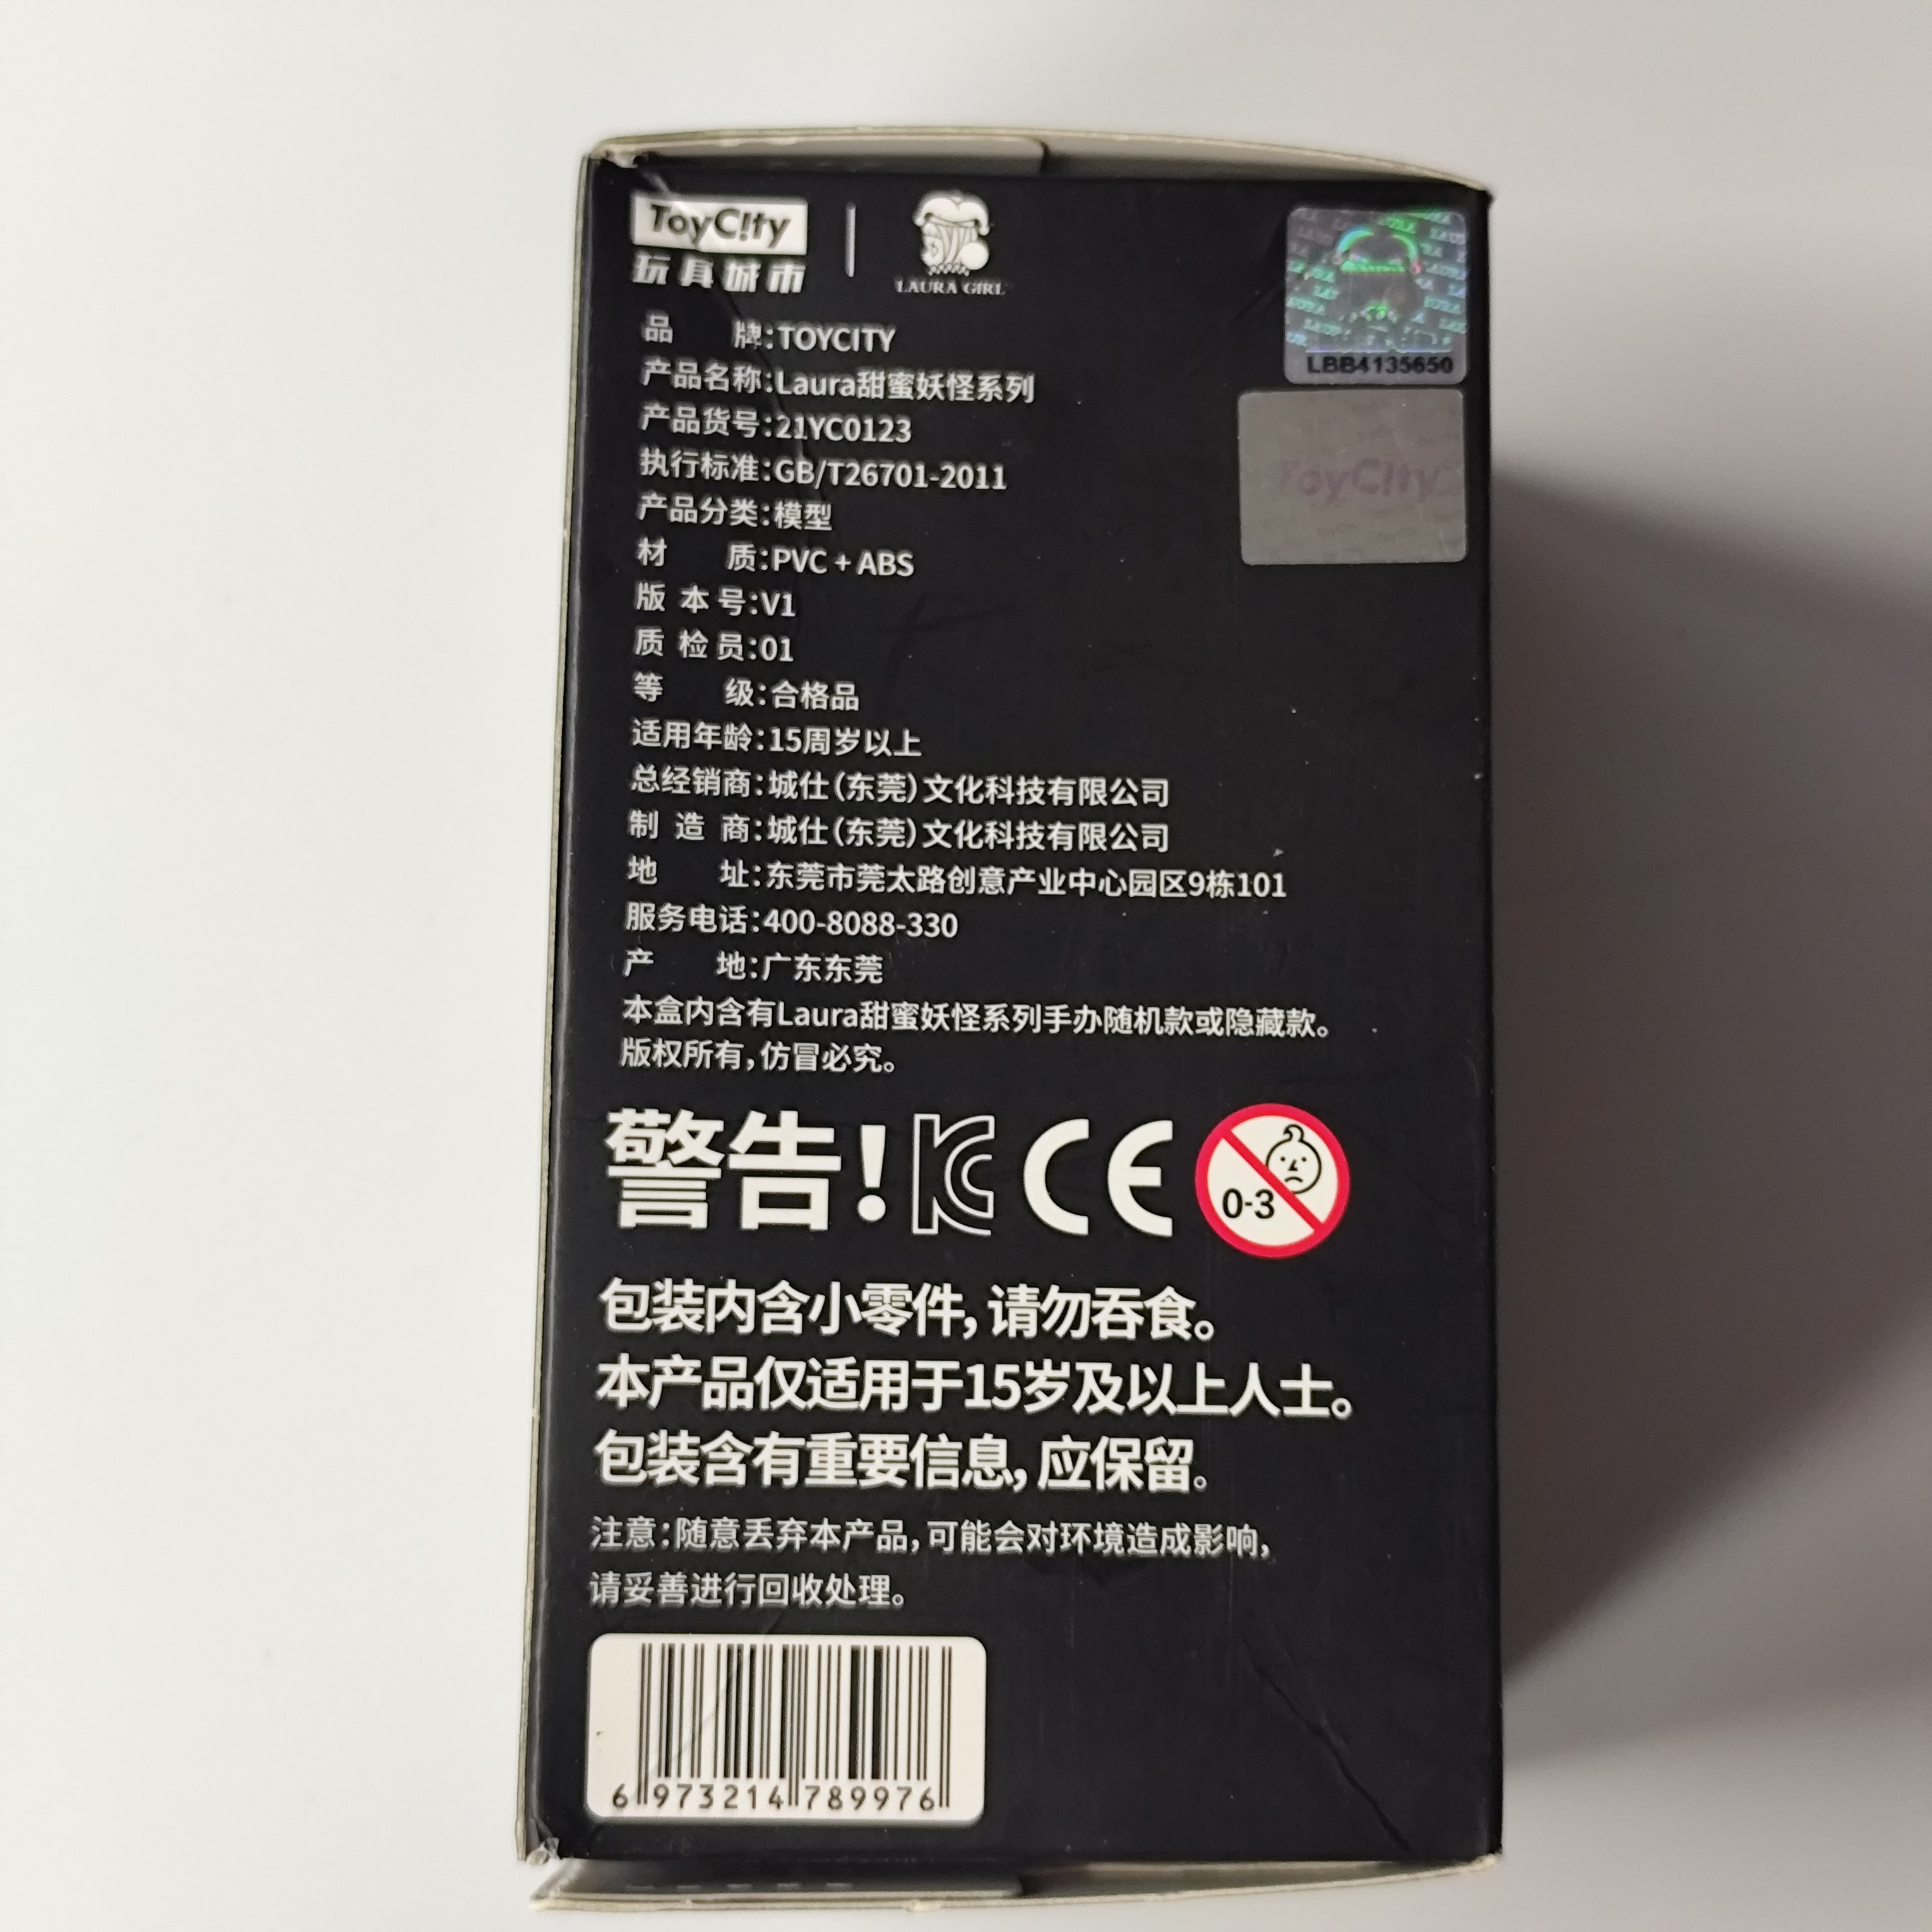 ToyC!ty
玩具城市
LAURA GIRL
LBB4135650
ToyC!ty
品 牌:TOYCITY
产品名称:Laura甜蜜妖怪系列
产品货号:21YC0123
执行标准:GB/T26701-2011
产品分类:模型
材 质:PVC + ABS
版 本 号:V1
质 检 员:01
等 级:合格品
适用年龄:15周岁以上
总经销商:城仕(东莞)文化科技有限公司
制 造 商:城仕(东莞)文化科技有限公司
地 址:东莞市莞太路创意产业中心园区9栋101
服务电话:400-8088-330
产 地:广东东莞
本盒内含有Laura甜蜜妖怪系列手办随机款或隐藏款。
版权所有,仿冒必究。
警告! KC CE 0-3
包装内含小零件,请勿吞食。
本产品仅适用于15岁及以上人士。
包装含有重要信息,应保留。
注意:随意丢弃本产品,可能会对环境造成影响,
请妥善进行回收处理。
6 973214 789976